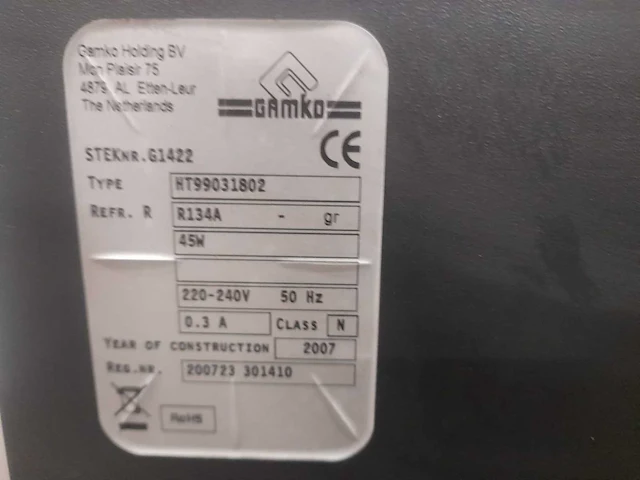 Gamko Holding BV
Mon Plaisir 75
4879 AL Etten-Leur
The Netherlands
GAMKO
CE
STEKNR.G1422
TYPE HT99031802
REFR. R R134A - gr
45W
220-240V 50 Hz
0.3 A CLASS N
YEAR OF CONSTRUCTION 2007
REG.NR. 200723 301410
RoHS